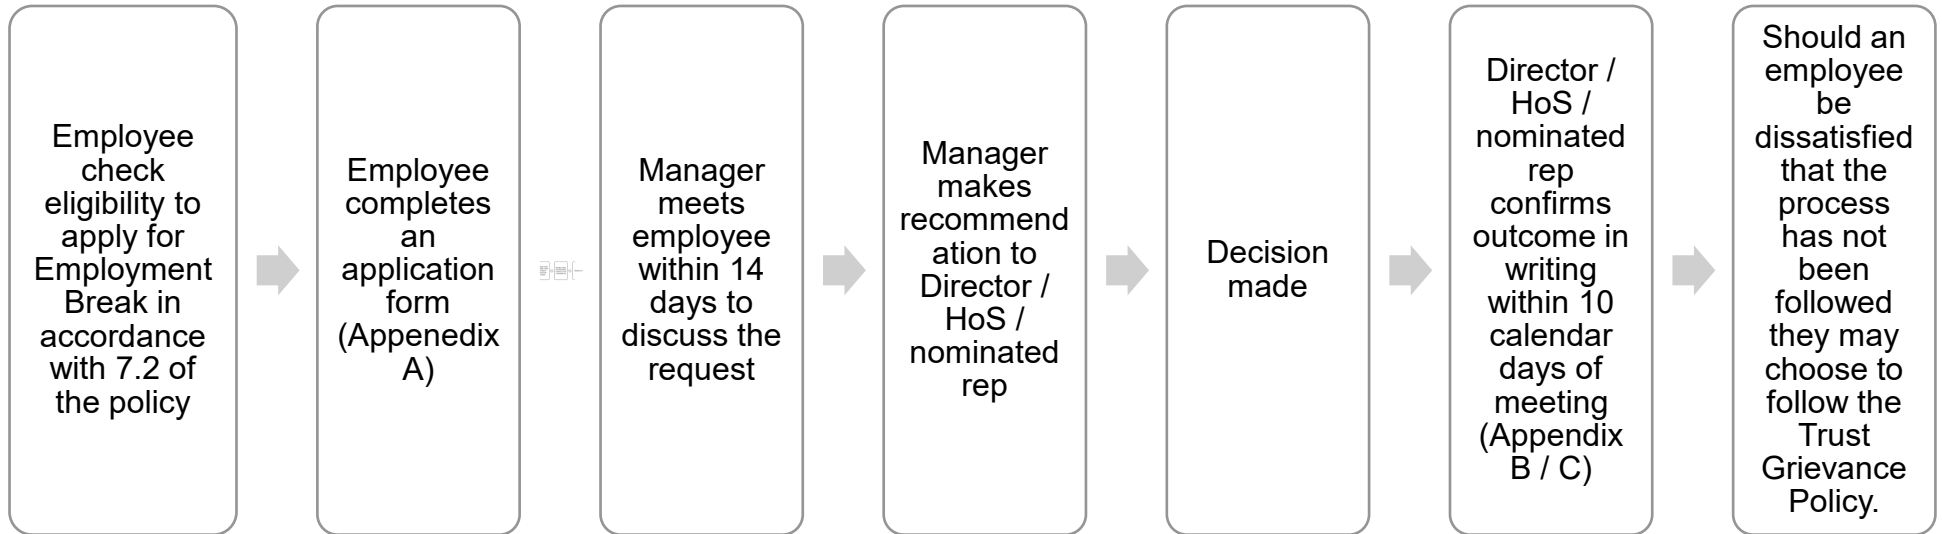 Employee
check
eligibility to
apply for
Employment
Break in
accordance
with 7.2 of
the policy
Employee
completes
an
application
form
(Appenedix
A)
Manager
meets
employee
within 14
days to
discuss the
request
Manager
makes
recommend
ation to
Director /
HoS /
nominated
rep
Decision
made
Director /
HoS /
nominated
rep
confirms
outcome in
writing
within 10
calendar
days of
meeting
(Appendix
B / C)
Should an
employee
be
dissatisfied
that the
process
has not
been
followed
they may
choose to
follow the
Trust
Grievance
Policy.